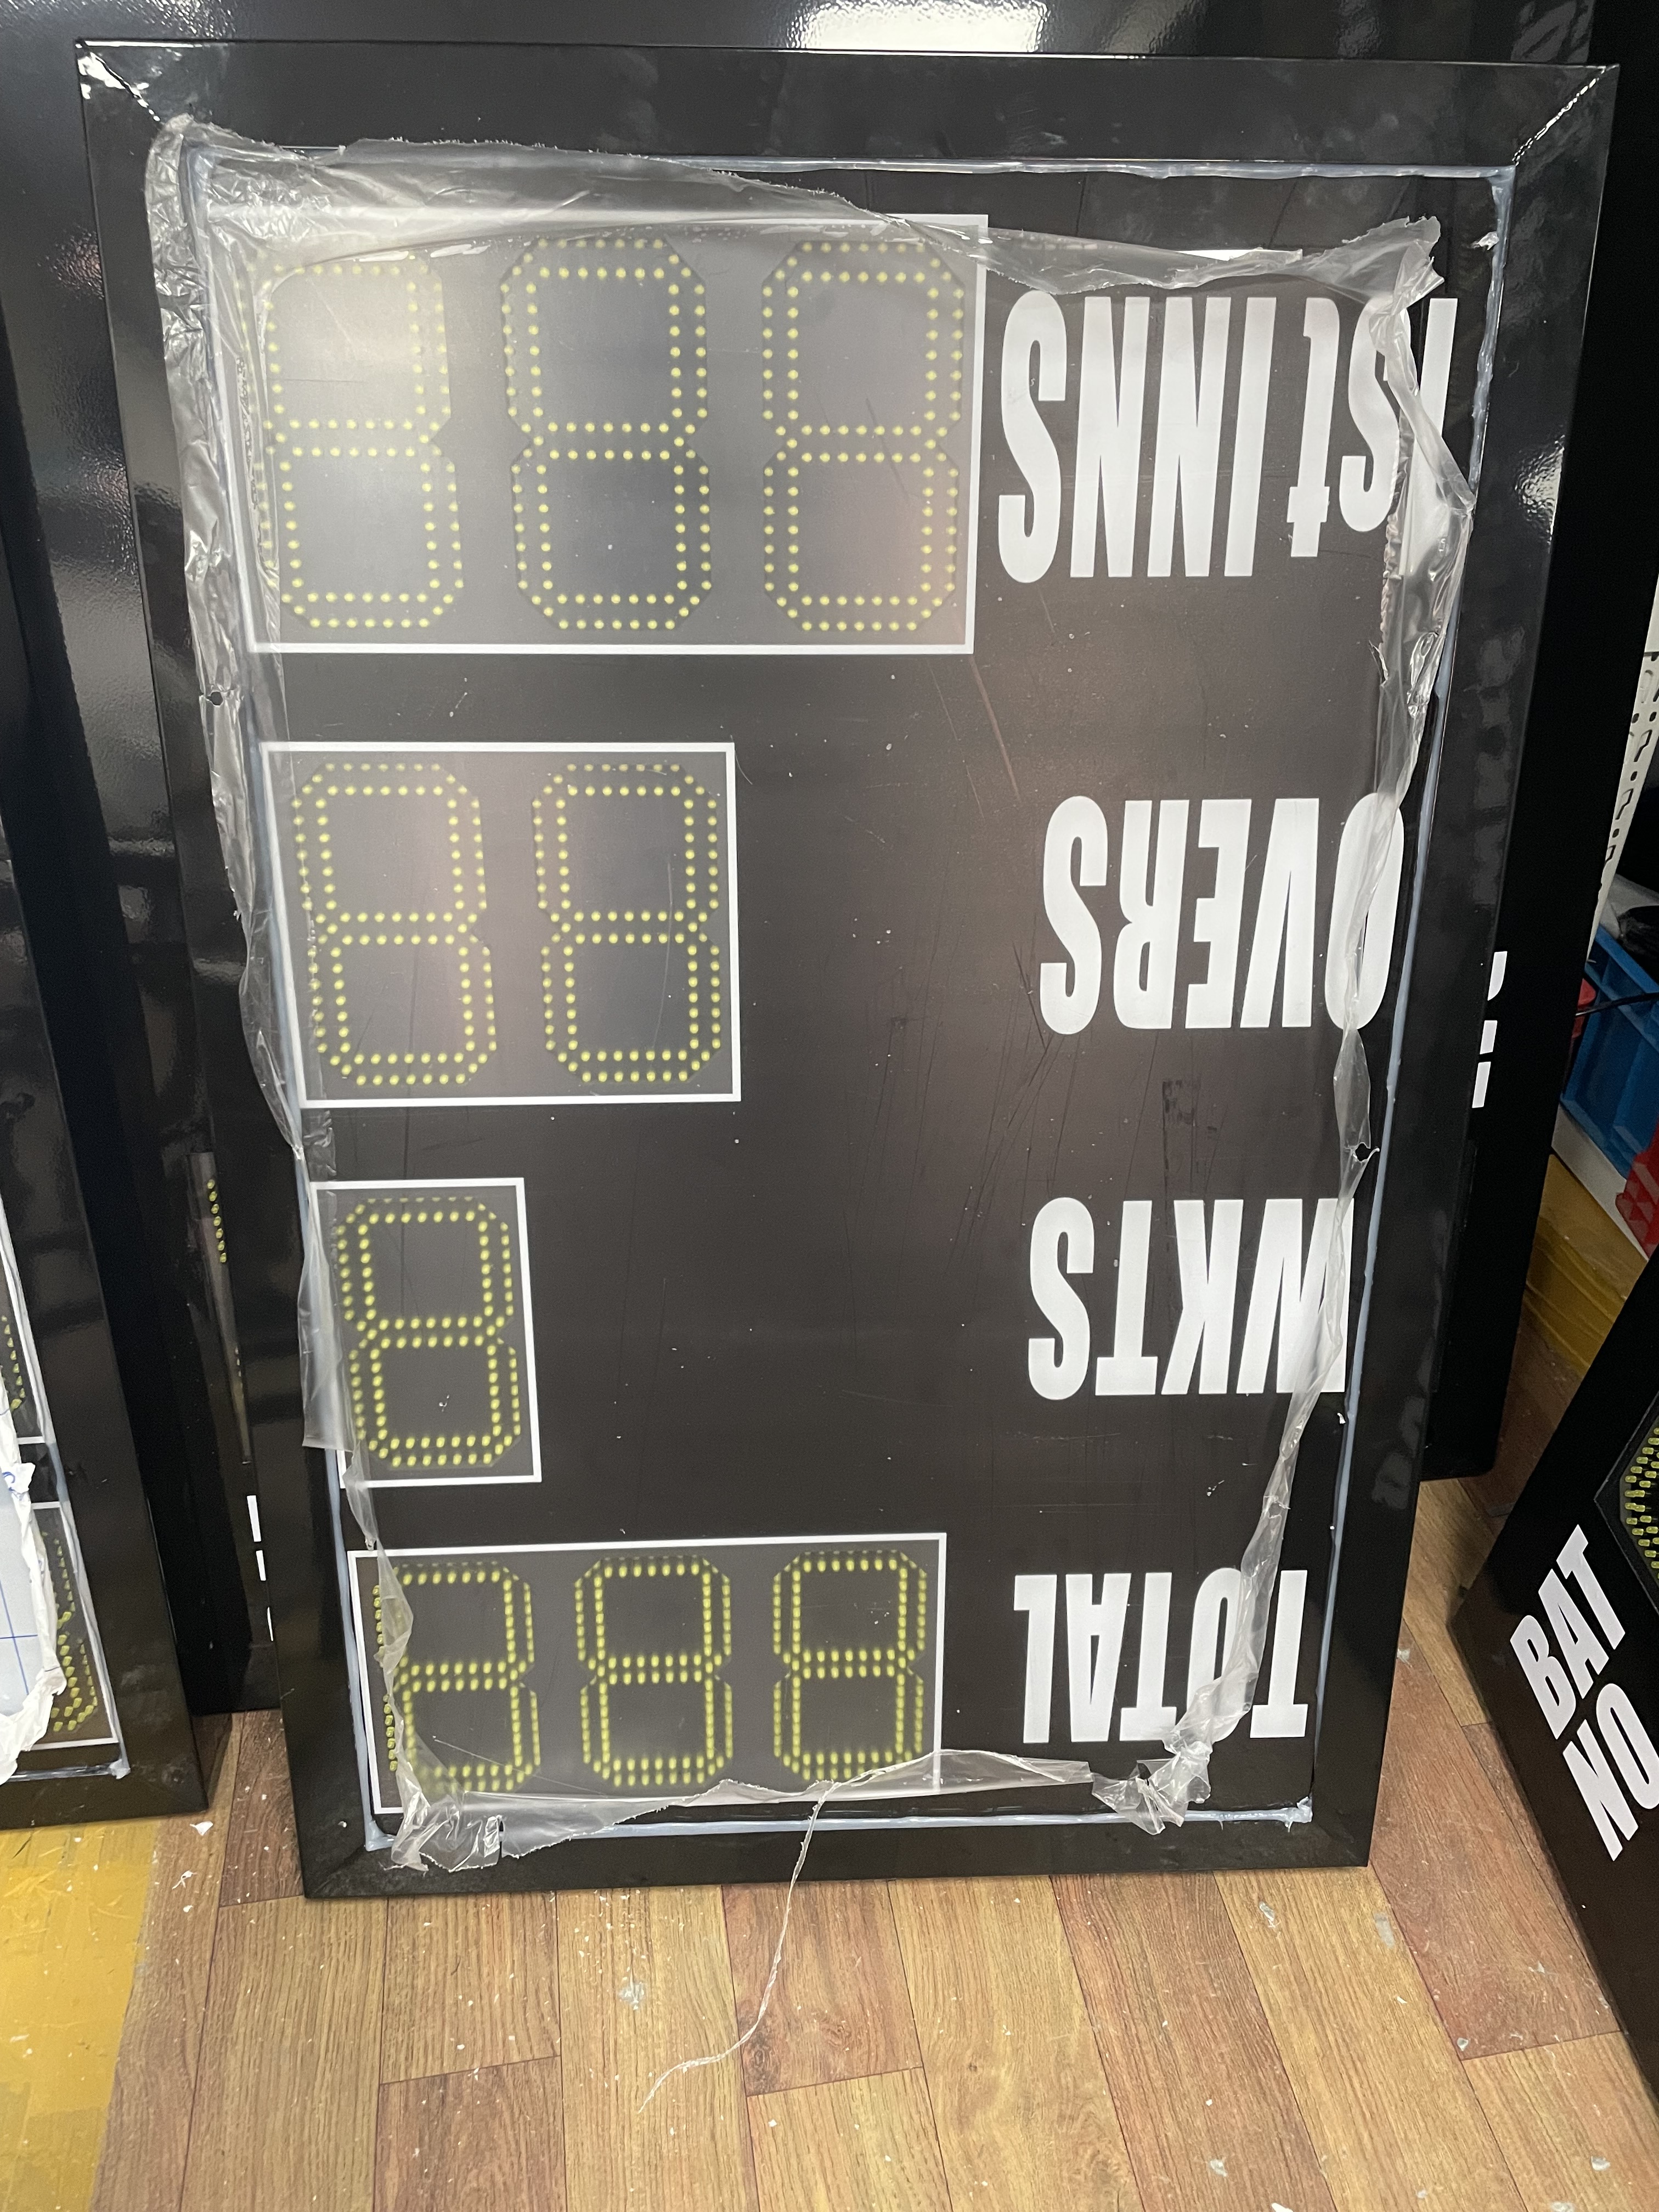 TOTAL
WKTS
OVERS
1st INNS
BAT
NO